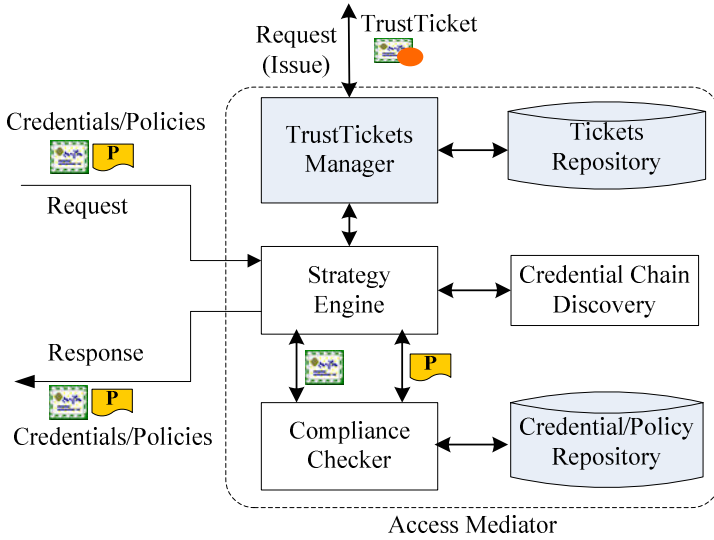 Request
(Issue)
TrustTicket
Credentials/Policies
P
Request
TrustTickets
Manager
Tickets
Repository
Strategy
Engine
Credential Chain
Discovery
Response
P
Credentials/Policies
P
Compliance
Checker
Credential/Policy
Repository
Access Mediator